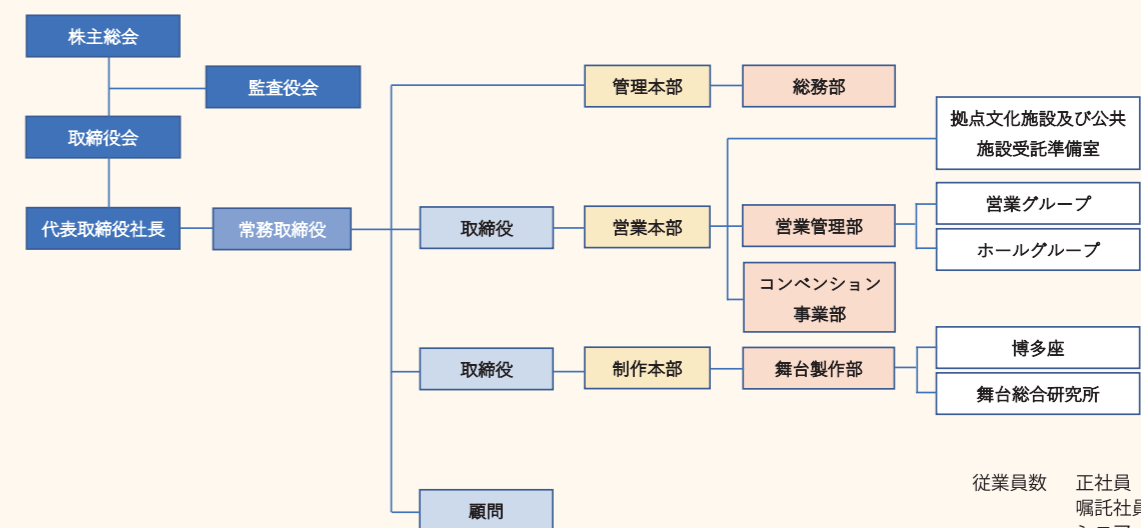 株主総会
監査役会
取締役会
代表取締役社長
常務取締役
管理本部
総務部
取締役
営業本部
拠点文化施設及び公共
施設受託準備室
営業管理部
営業グループ
ホールグループ
コンベンション
事業部
取締役
制作本部
舞台製作部
博多座
舞台総合研究所
顧問
従業員数 正社員
嘱託社員